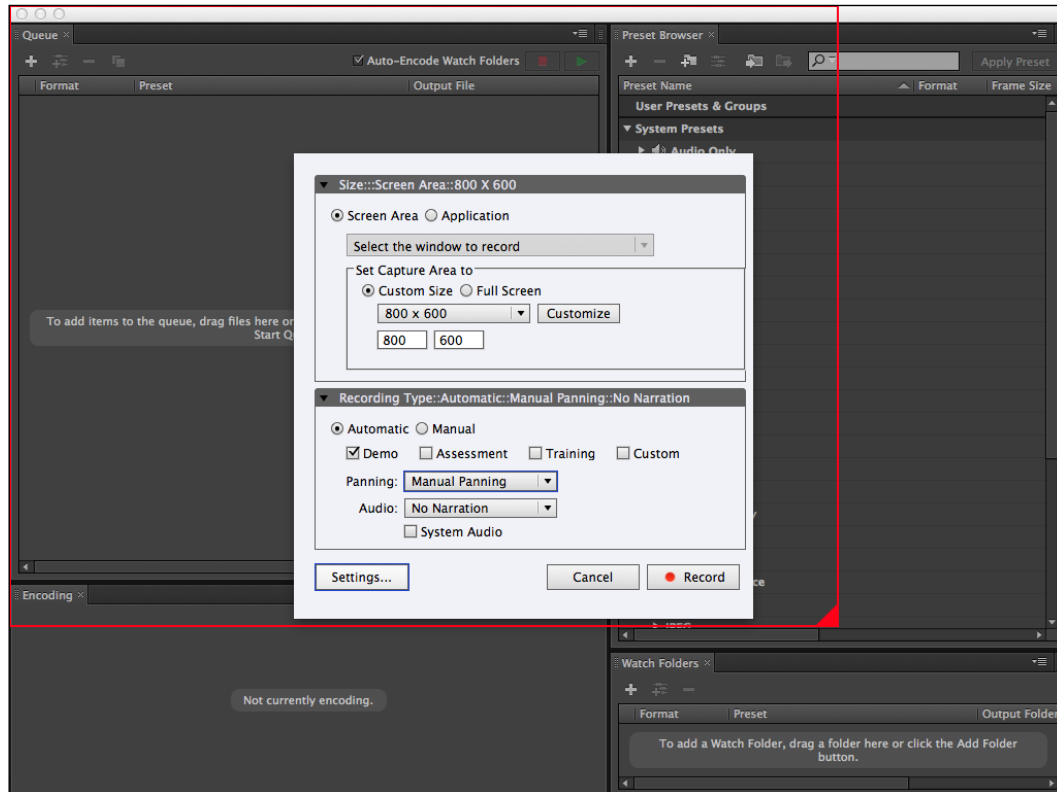 Queue ×
Preset Browser ×
Auto-Encode Watch Folders
Apply Preset
Format Preset Output File
Preset Name Format Frame Size
User Presets & Groups
System Presets
Audio Only
Size:::Screen Area::800 X 600
Screen Area Application
Select the window to record
Set Capture Area to
Custom Size Full Screen
800 x 600 Customize
800 600
To add items to the queue, drag files here or
Start Q
Recording Type::Automatic::Manual Panning::No Narration
Automatic Manual
Demo Assessment Training Custom
Panning: Manual Panning
Audio: No Narration
System Audio
Settings... Cancel Record
Encoding ×
Not currently encoding.
Watch Folders ×
Format Preset Output Folder
To add a Watch Folder, drag a folder here or click the Add Folder
button.